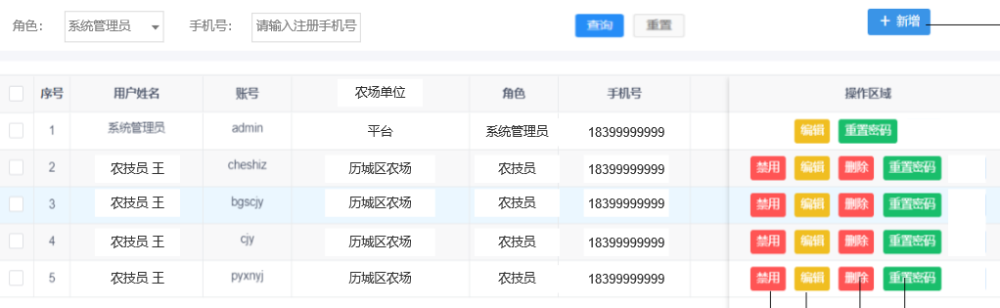 角色: 系统管理员 手机号: 请输入注册手机号 查询 重置 + 新增
序号 用户姓名 账号 农场单位 角色 手机号 操作区域
1 系统管理员 admin 平台 系统管理员 18399999999 编辑 重置密码
2 农技员 王 cheshiz 历城区农场 农技员 18399999999 禁用 编辑 删除 重置密码
3 农技员 王 bgscjy 历城区农场 农技员 18399999999 禁用 编辑 删除 重置密码
4 农技员 王 cjy 历城区农场 农技员 18399999999 禁用 编辑 删除 重置密码
5 农技员 王 pyxnyj 历城区农场 农技员 18399999999 禁用 编辑 删除 重置密码